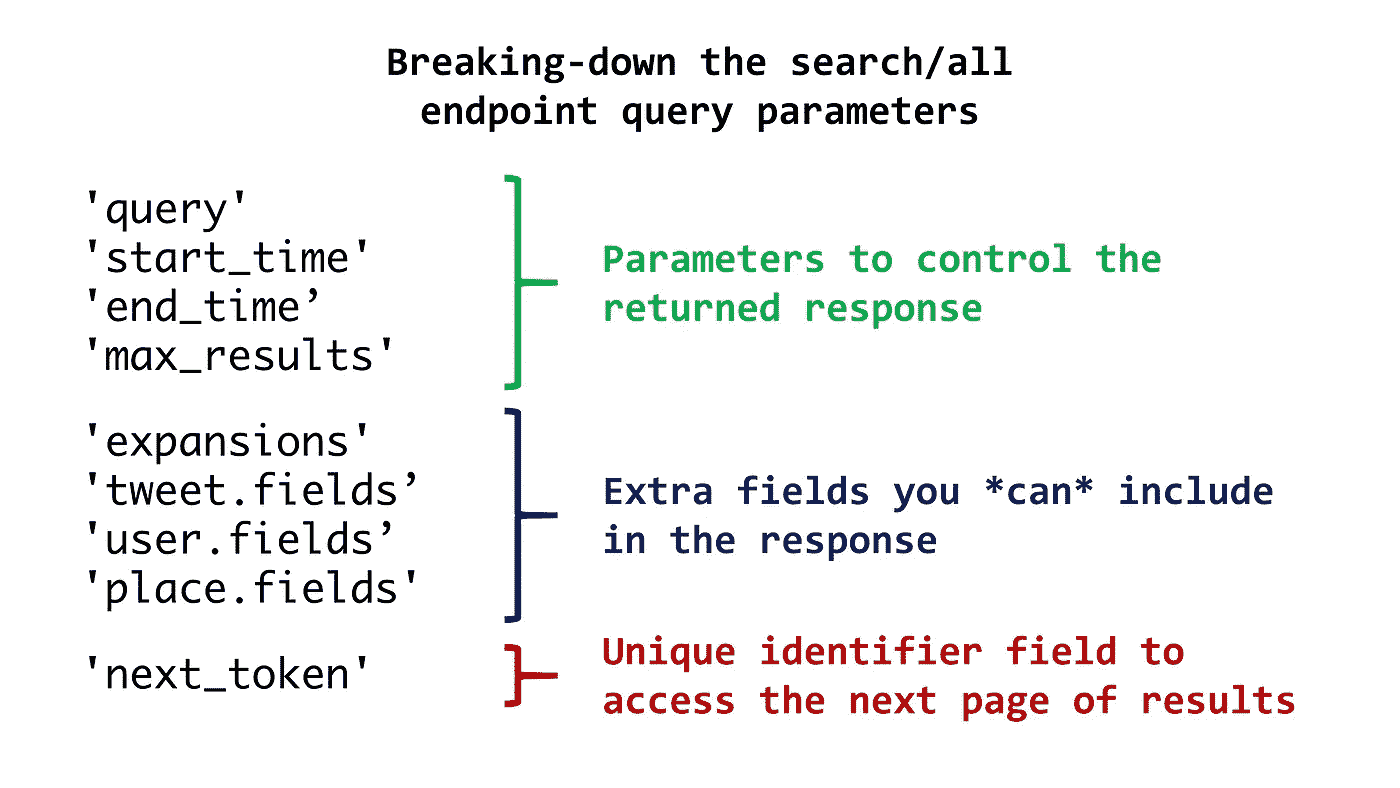 Breaking-down the search/all
endpoint query parameters
'query'
'start_time'
'end_time’
'max_results'
Parameters to control the
returned response
'expansions'
'tweet.fields’
'user.fields’
'place.fields'
Extra fields you *can* include
in the response
'next_token'
Unique identifier field to
access the next page of results